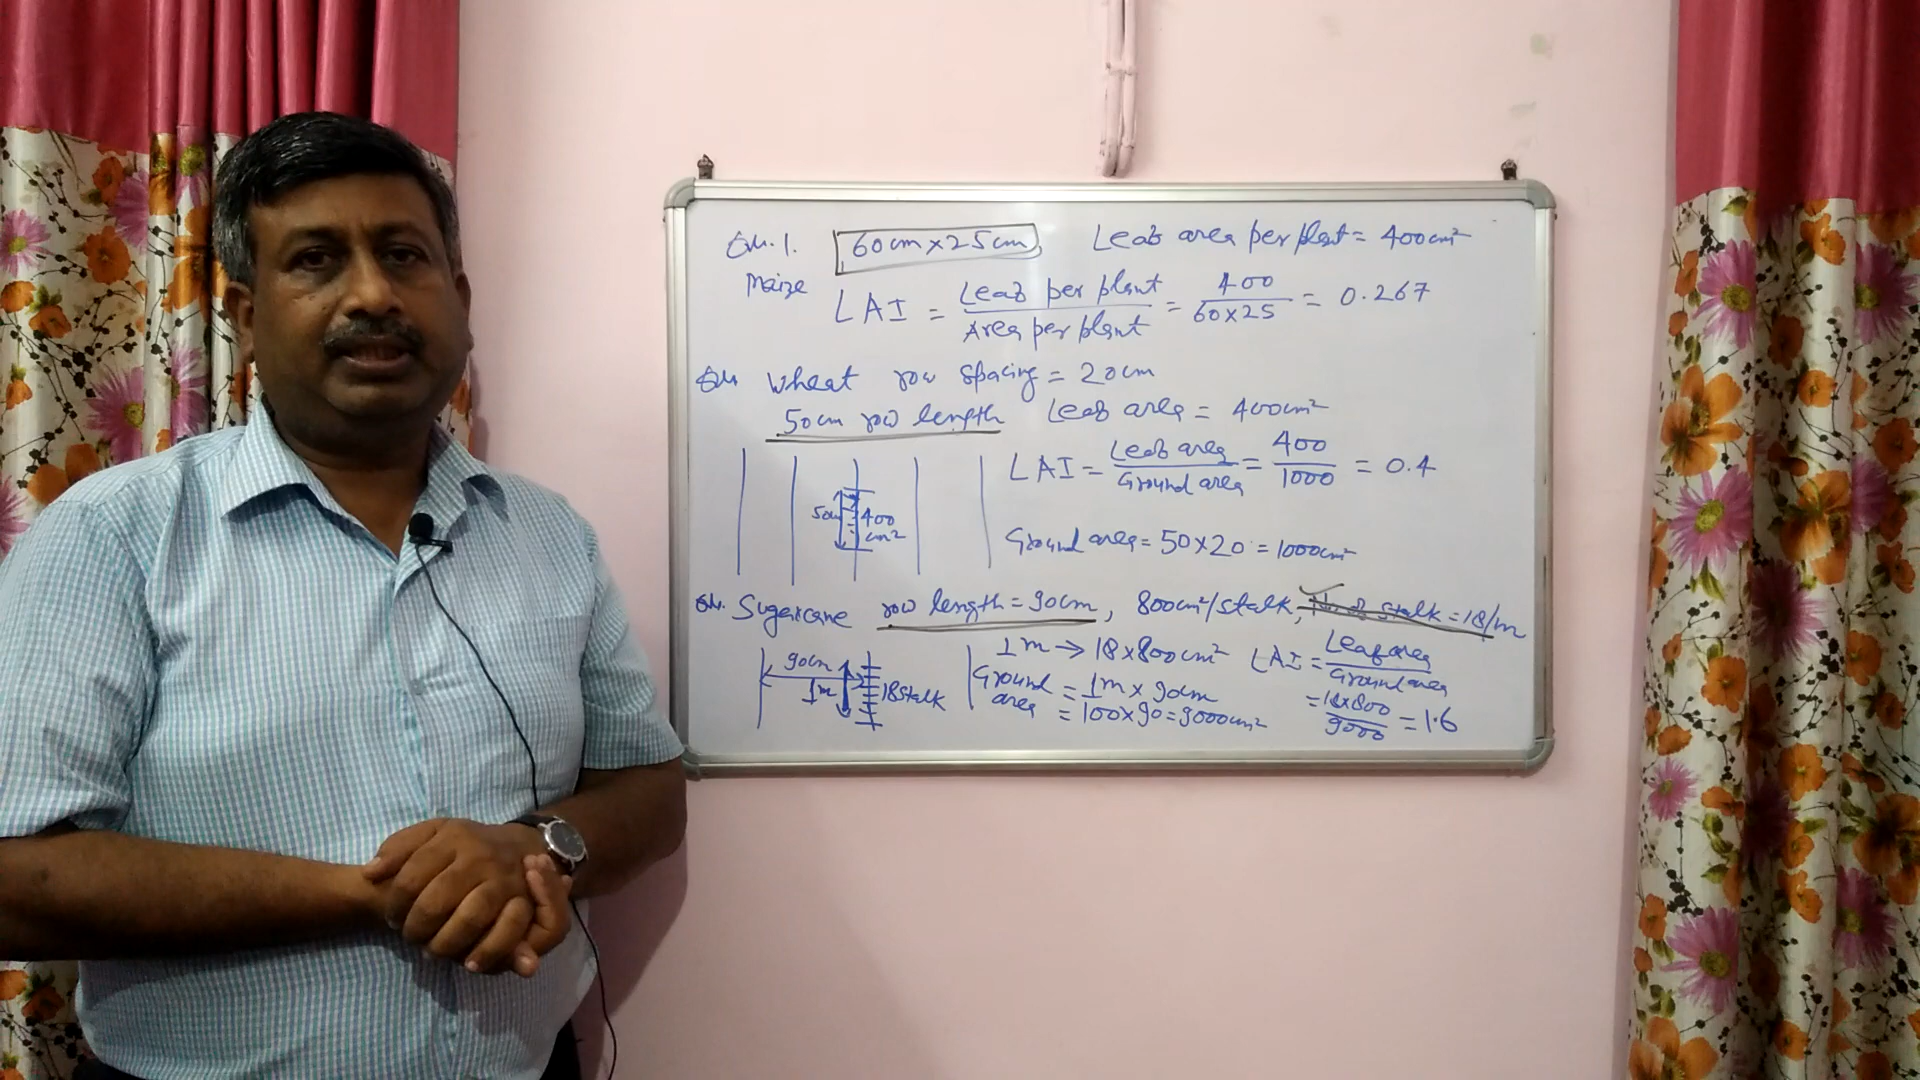 Ex. 1. 60cm x 25cm, Leaf area per plant = 400cm²
Maize LAI = Leaf per plant / Area per plant = 400 / 60x25 = 0.267
Ex. Wheat row spacing = 20cm
50cm row length Leaf area = 400cm²
LAI = Leaf area / Ground area = 400 / 1000 = 0.4
50cm 400 cm²
Ground area = 50x20 = 1000cm²
Ex. Sugarcane row length = 90cm, 800cm²/stalk, No of stalk = 18/m
1m → 18x800cm² LAI = Leaf area / Ground area
90cm 1m 18 stalk
Ground area = 1m x 90cm
= 100x90 = 9000cm²
= 18x800 / 9000 = 1.6